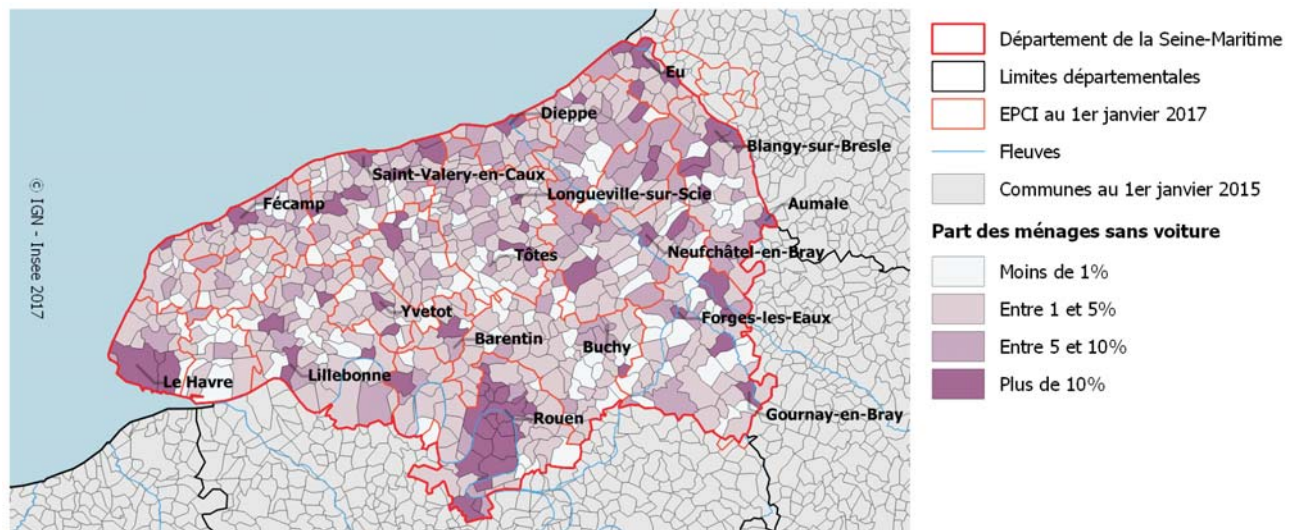 Eu
Dieppe
Blangy-sur-Bresle
Saint-Valery-en-Caux
Longueville-sur-Scie
Aumale
Fécamp
Neufchâtel-en-Bray
Tôtes
Yvetot
Forges-les-Eaux
Barentin
Buchy
Le Havre
Lillebonne
Rouen
Gournay-en-Bray
© IGN - Insee 2017
Département de la Seine-Maritime
Limites départementales
EPCI au 1er janvier 2017
Fleuves
Communes au 1er janvier 2015
Part des ménages sans voiture
Moins de 1%
Entre 1 et 5%
Entre 5 et 10%
Plus de 10%